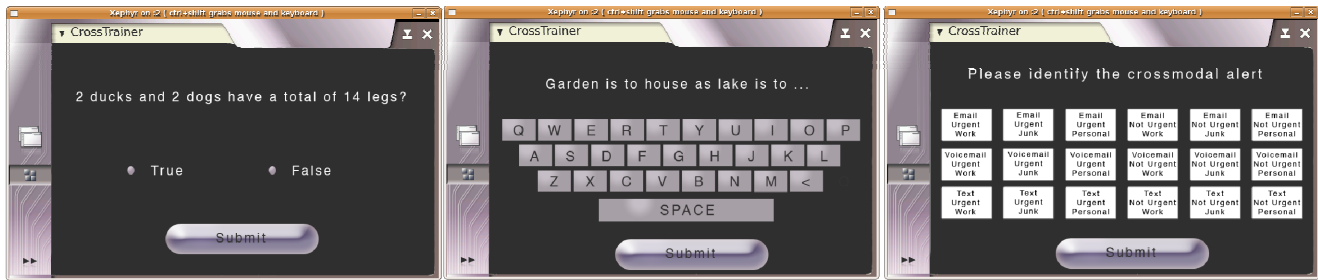 Xephyr on :2 ( ctrl+shift grabs mouse and keyboard )
CrossTrainer
2 ducks and 2 dogs have a total of 14 legs?
True False
Submit
Xephyr on :2 ( ctrl+shift grabs mouse and keyboard )
CrossTrainer
Garden is to house as lake is to ...
Q W E R T Y U I O P
A S D F G H J K L
Z X C V B N M <
SPACE
Submit
Xephyr on :2 ( ctrl+shift grabs mouse and keyboard )
CrossTrainer
Please identify the crossmodal alert
Email Urgent Work
Email Urgent Junk
Email Urgent Personal
Email Not Urgent Work
Email Not Urgent Junk
Email Not Urgent Personal
Voicemail Urgent Work
Voicemail Urgent Junk
Voicemail Urgent Personal
Voicemail Not Urgent Work
Voicemail Not Urgent Junk
Voicemail Not Urgent Personal
Text Urgent Work
Text Urgent Junk
Text Urgent Personal
Text Not Urgent Work
Text Not Urgent Junk
Text Not Urgent Personal
Submit